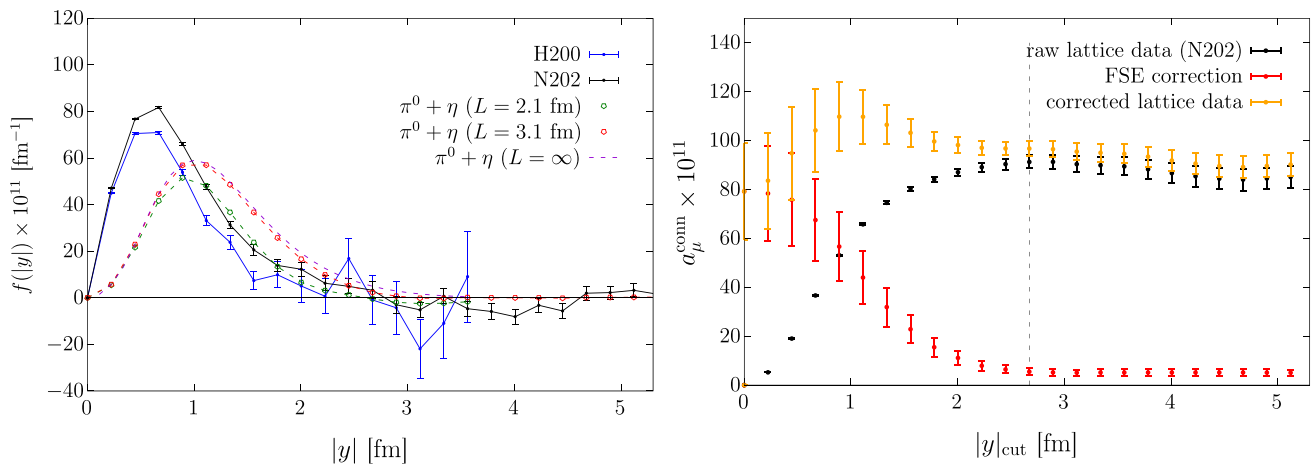 120
100
80
60
40
20
0
−20
−40
f(|y|) × 10¹¹ [fm⁻¹]
H200
N202
π⁰ + η (L = 2.1 fm)
π⁰ + η (L = 3.1 fm)
π⁰ + η (L = ∞)
0 1 2 3 4 5
|y| [fm]
140
120
100
80
60
40
20
0
a_μ^conn × 10¹¹
raw lattice data (N202)
FSE correction
corrected lattice data
0 1 2 3 4 5
|y|_cut [fm]